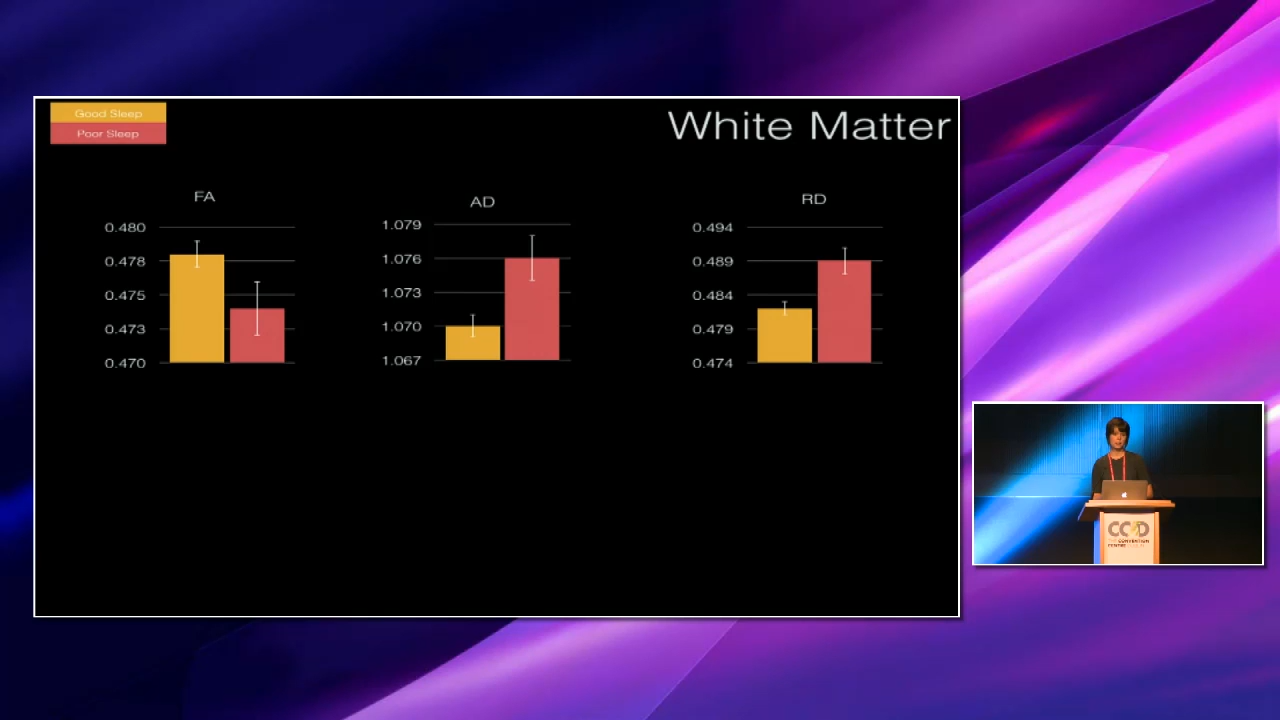 Good Sleep
Poor Sleep
White Matter
FA
0.480
0.478
0.475
0.473
0.470
AD
1.079
1.076
1.073
1.070
1.067
RD
0.494
0.489
0.484
0.479
0.474
CONVENTION
CENTRE